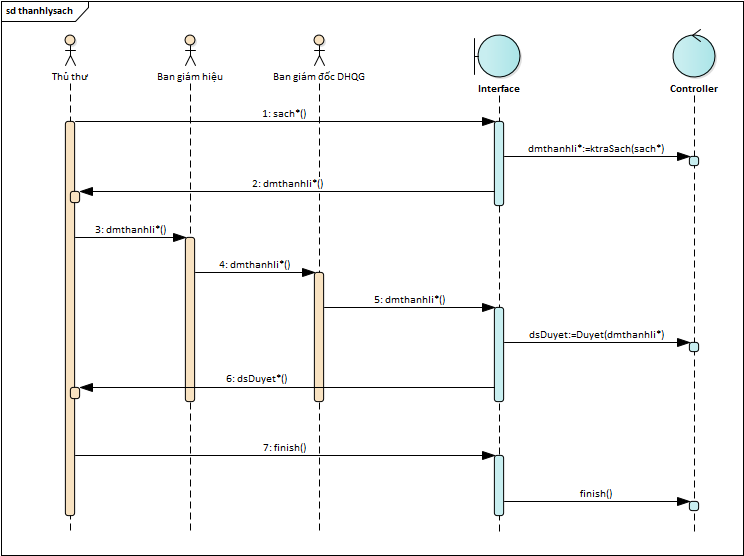 sd thanhlysach
Thủ thư
Ban giám hiệu
Ban giám đốc DHQG
Interface
Controller
1: sach*()
dmthanhli*:=ktraSach(sach*)
2: dmthanhli*()
3: dmthanhli*()
4: dmthanhli*()
5: dmthanhli*()
dsDuyet:=Duyet(dmthanhli*)
6: dsDuyet*()
7: finish()
finish()